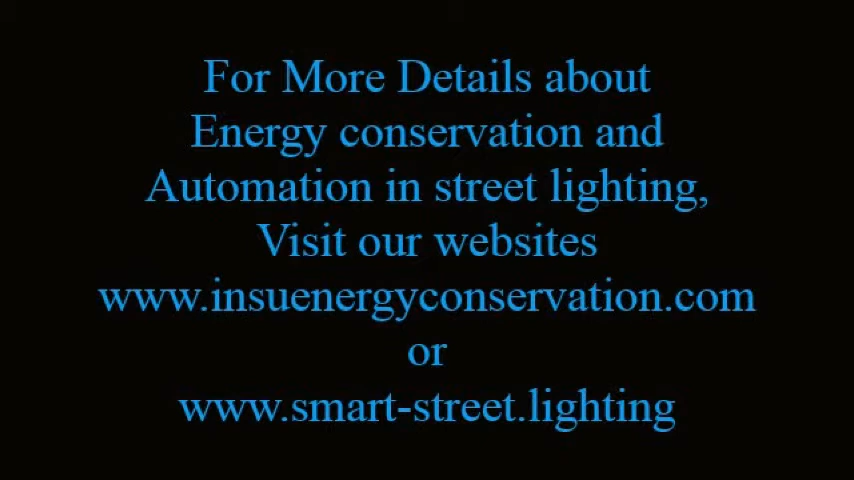 For More Details about
Energy conservation and
Automation in street lighting,
Visit our websites
www.insuenergyconservation.com
or
www.smart-street.lighting